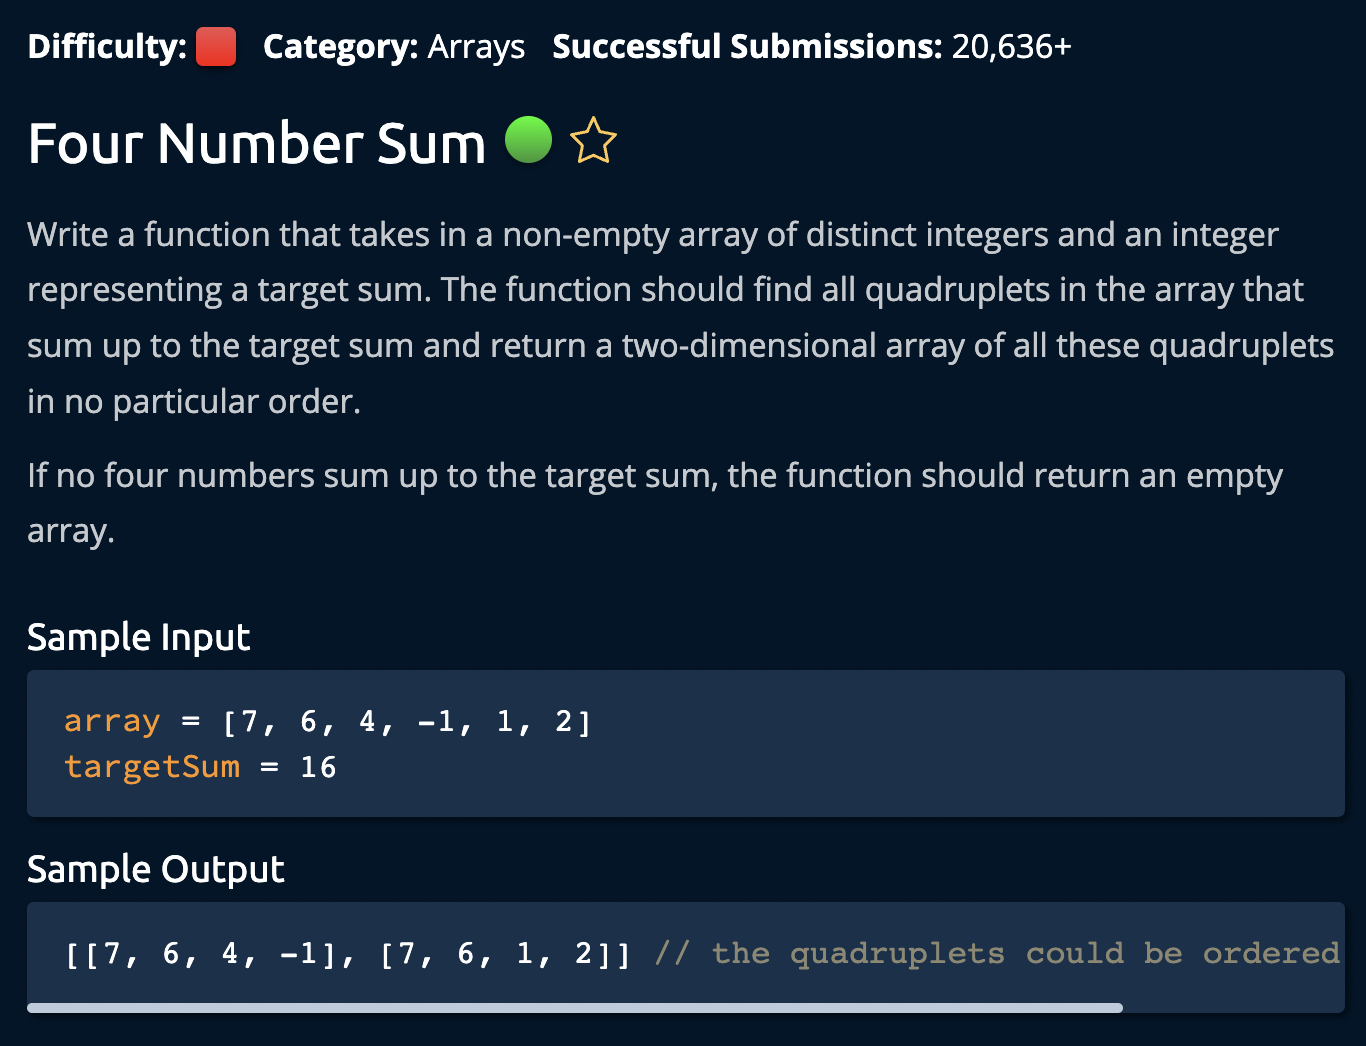 Difficulty: Category: Arrays Successful Submissions: 20,636+
Four Number Sum
Write a function that takes in a non-empty array of distinct integers and an integer
representing a target sum. The function should find all quadruplets in the array that
sum up to the target sum and return a two-dimensional array of all these quadruplets
in no particular order.
If no four numbers sum up to the target sum, the function should return an empty
array.
Sample Input
array = [7, 6, 4, -1, 1, 2]
targetSum = 16
Sample Output
[[7, 6, 4, -1], [7, 6, 1, 2]] // the quadruplets could be ordered